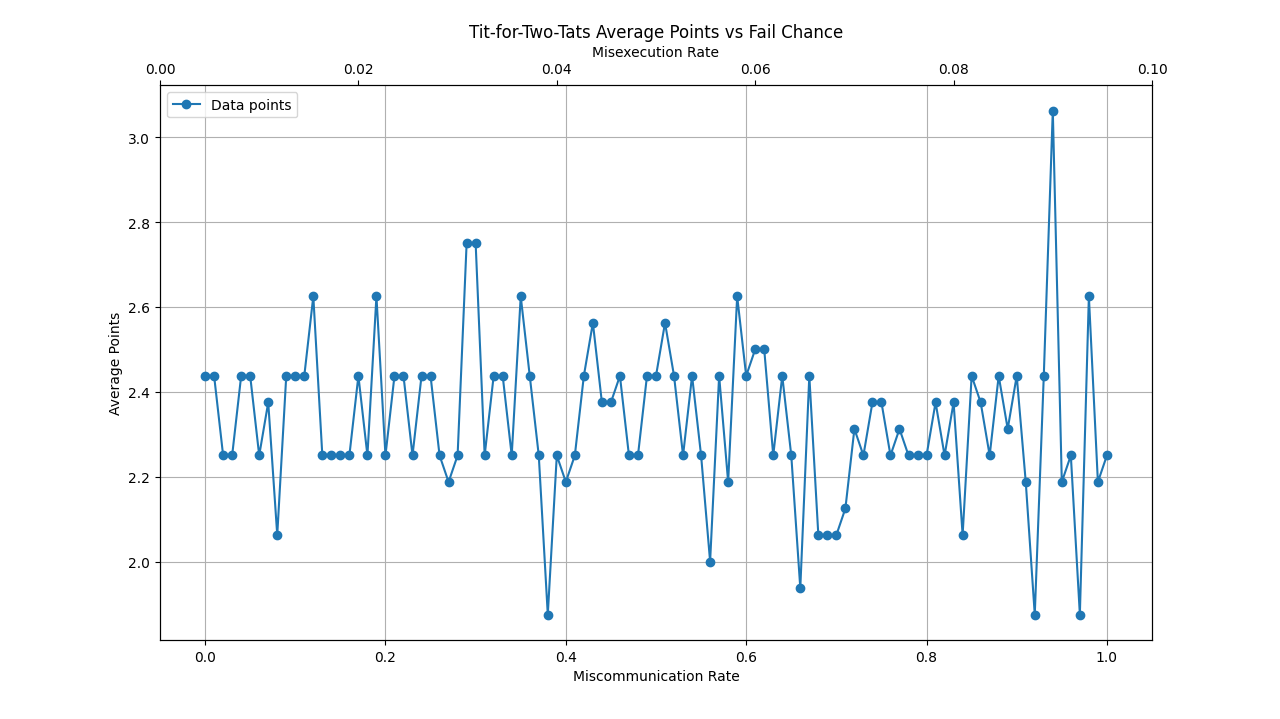 Tit-for-Two-Tats Average Points vs Fail Chance
Misexecution Rate
0.00 0.02 0.04 0.06 0.08 0.10
Data points
3.0
2.8
2.6
2.4
2.2
2.0
Average Points
0.0 0.2 0.4 0.6 0.8 1.0
Miscommunication Rate